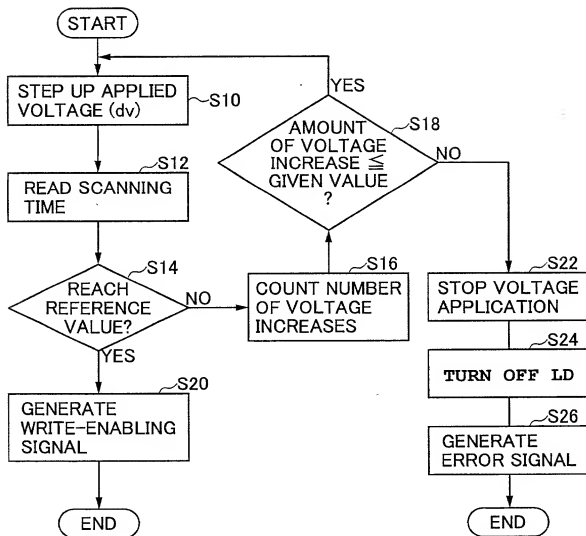 START
STEP UP APPLIED
VOLTAGE (dv)
S10
S12
READ SCANNING
TIME
S14
REACH
REFERENCE
VALUE?
NO
YES
S16
COUNT NUMBER
OF VOLTAGE
INCREASES
YES
S18
AMOUNT
OF VOLTAGE
INCREASE ≦
GIVEN VALUE
?
NO
S20
GENERATE
WRITE-ENABLING
SIGNAL
END
S22
STOP VOLTAGE
APPLICATION
S24
TURN OFF LD
S26
GENERATE
ERROR SIGNAL
END